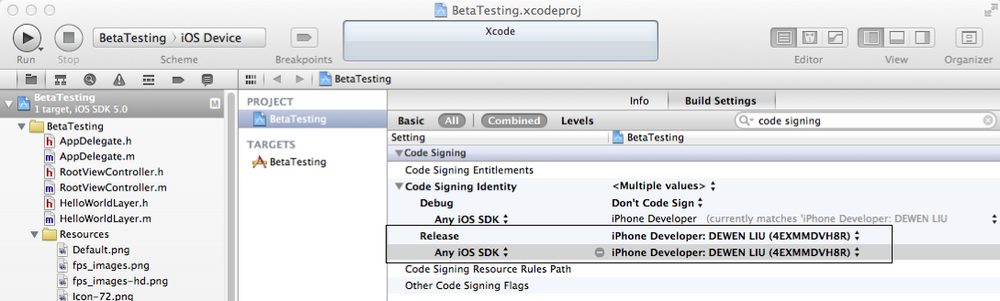 BetaTesting.xcodeproj
BetaTesting > iOS Device
Xcode
Run
Stop
Scheme
Breakpoints
Editor
View
Organizer
BetaTesting
1 target, iOS SDK 5.0
M
BetaTesting
AppDelegate.h
AppDelegate.m
RootViewController.h
RootViewController.m
HelloWorldLayer.h
HelloWorldLayer.m
Resources
Default.png
fps_images.png
fps_images-hd.png
Icon-72.png
BetaTesting
PROJECT
BetaTesting
TARGETS
BetaTesting
Info
Build Settings
Basic All Combined Levels
code signing
Setting
BetaTesting
Code Signing
Code Signing Entitlements
Code Signing Identity
<Multiple values>
Debug
Don't Code Sign
Any iOS SDK
iPhone Developer (currently matches 'iPhone Developer: DEWEN LIU
Release
iPhone Developer: DEWEN LIU (4EXMMDVH8R)
Any iOS SDK
iPhone Developer: DEWEN LIU (4EXMMDVH8R)
Code Signing Resource Rules Path
Other Code Signing Flags